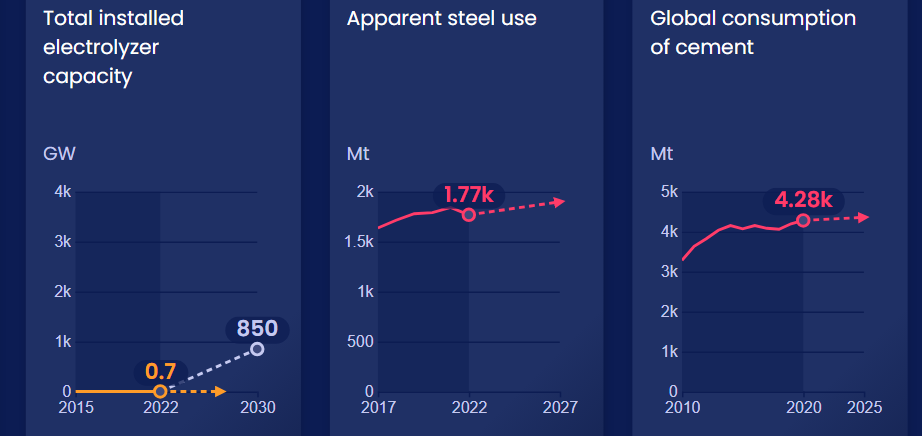 Total installed
electrolyzer
capacity
GW
4k
3k
2k
1k
0
850
0.7
2015 2022 2030
Apparent steel use
Mt
2k
1.5k
1k
500
0
1.77k
2017 2022 2027
Global consumption
of cement
Mt
5k
4k
3k
2k
1k
0
4.28k
2010 2020 2025